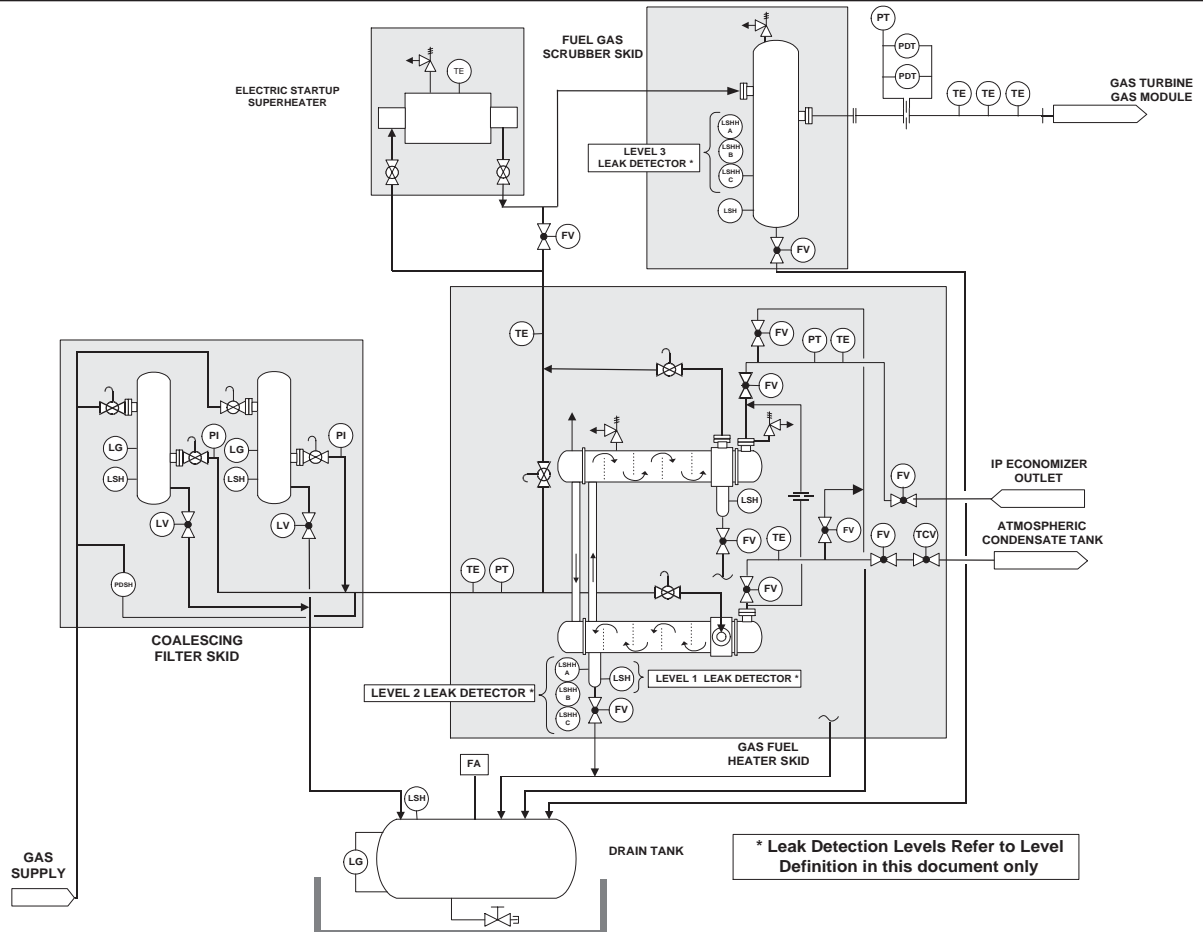 FUEL GAS
SCRUBBER SKID
ELECTRIC STARTUP
SUPERHEATER
TE
FV
LSHH
A
LSHH
B
LSHH
C
LSH
LEVEL 3
LEAK DETECTOR *
FV
PT
PDT
PDT
TE
TE
TE
GAS TURBINE
GAS MODULE
LG
LSH
PI
LG
LSH
PI
LV
LV
PDSH
COALESCING
FILTER SKID
TE
TE
PT
FV
FV
PT
TE
LSH
FV
TE
FV
FV
FV
IP ECONOMIZER
OUTLET
FV
TCV
ATMOSPHERIC
CONDENSATE TANK
LSHH
A
LSHH
B
LSHH
C
LEVEL 2 LEAK DETECTOR *
LSH
LEVEL 1 LEAK DETECTOR *
FV
GAS FUEL
HEATER SKID
FA
LSH
LG
DRAIN TANK
GAS
SUPPLY
* Leak Detection Levels Refer to Level
Definition in this document only